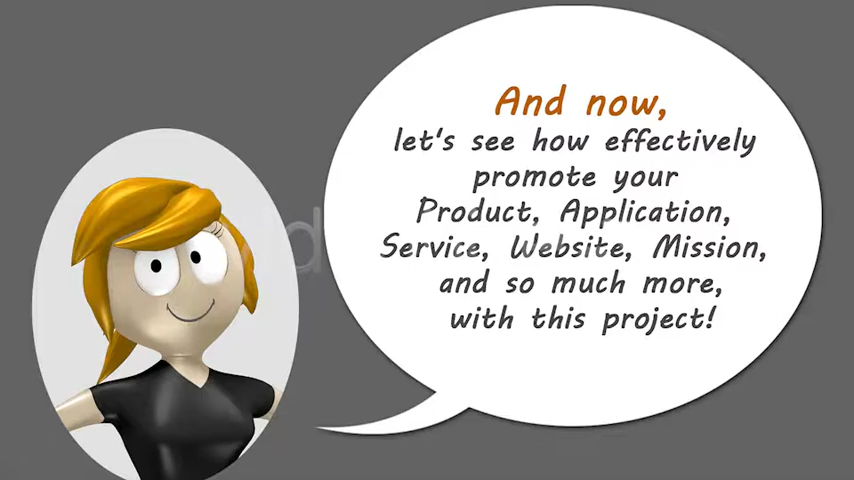 And now,
let's see how effectively
promote your
Product, Application,
Service, Website, Mission,
and so much more,
with this project!